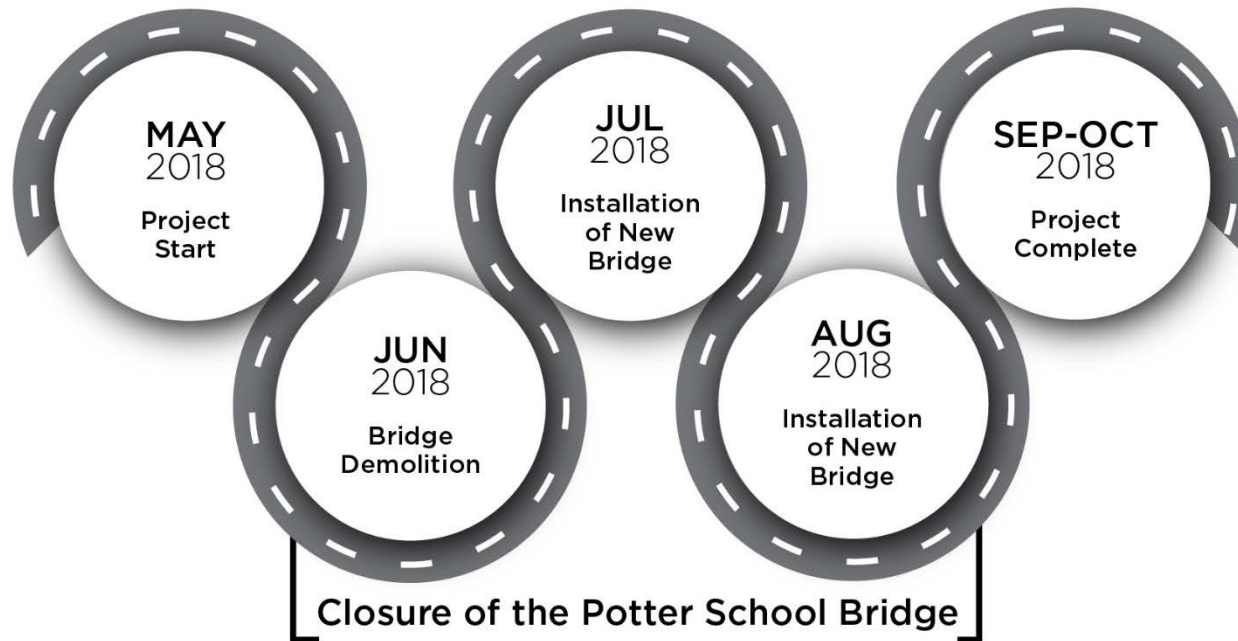 MAY
2018
Project
Start
JUN
2018
Bridge
Demolition
JUL
2018
Installation
of New
Bridge
AUG
2018
Installation
of New
Bridge
SEP-OCT
2018
Project
Complete
Closure of the Potter School Bridge